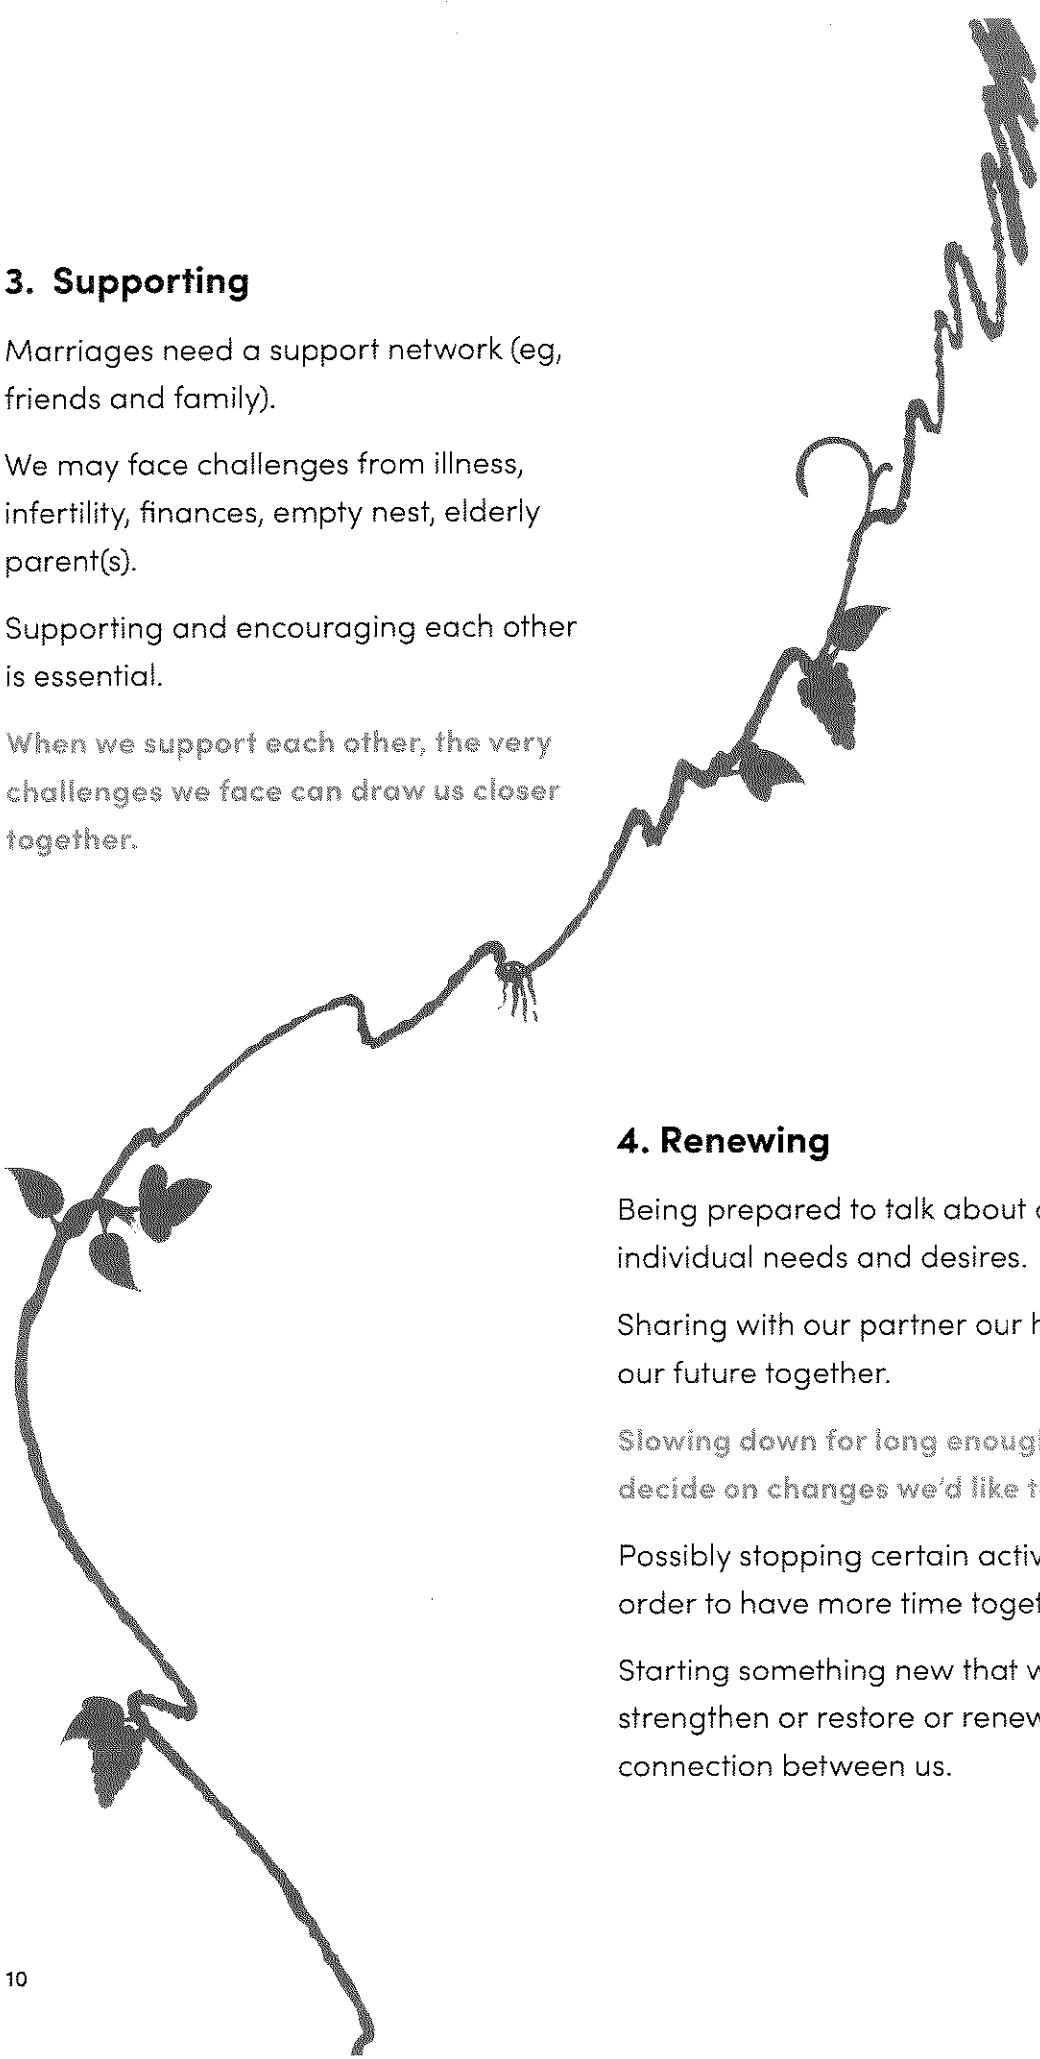 3. Supporting
Marriages need a support network (eg,
friends and family).
We may face challenges from illness,
infertility, finances, empty nest, elderly
parent(s).
Supporting and encouraging each other
is essential.
When we support each other, the very
challenges we face can draw us closer
together.
4. Renewing
Being prepared to talk about
individual needs and desires.
Sharing with our partner our
our future together.
Slowing down for long
decide on changes we'd like
Possibly stopping certain
order to have more time
Starting something new that
strengthen or restore or
connection between us.
10